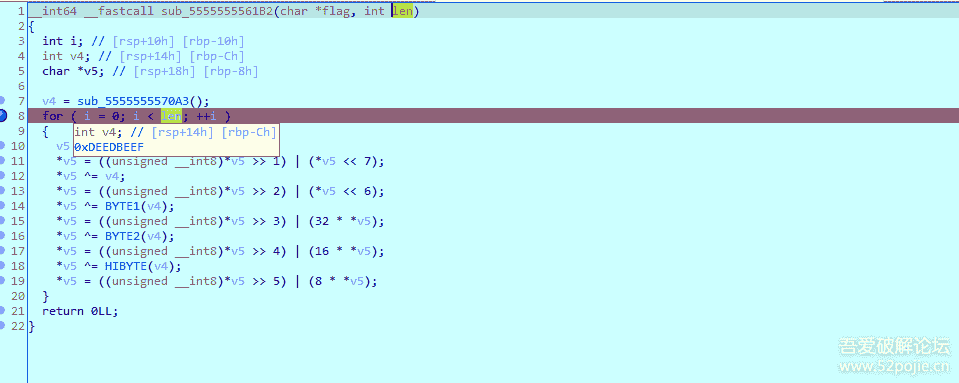 1 __int64 __fastcall sub_5555555561B2(char *flag, int len)
2 {
3 int i; // [rsp+10h] [rbp-10h]
4 int v4; // [rsp+14h] [rbp-Ch]
5 char *v5; // [rsp+18h] [rbp-8h]
6
7 v4 = sub_5555555570A3();
8 for ( i = 0; i < len; ++i )
9 {
int v4; // [rsp+14h] [rbp-Ch]
10 v5
0xDEEDBEEF
11 *v5 = ((unsigned __int8)*v5 >> 1) | (*v5 << 7);
12 *v5 ^= v4;
13 *v5 = ((unsigned __int8)*v5 >> 2) | (*v5 << 6);
14 *v5 ^= BYTE1(v4);
15 *v5 = ((unsigned __int8)*v5 >> 3) | (32 * *v5);
16 *v5 ^= BYTE2(v4);
17 *v5 = ((unsigned __int8)*v5 >> 4) | (16 * *v5);
18 *v5 ^= HIBYTE(v4);
19 *v5 = ((unsigned __int8)*v5 >> 5) | (8 * *v5);
20 }
21 return 0LL;
22 }
吾爱破解论坛
www.52pojie.cn